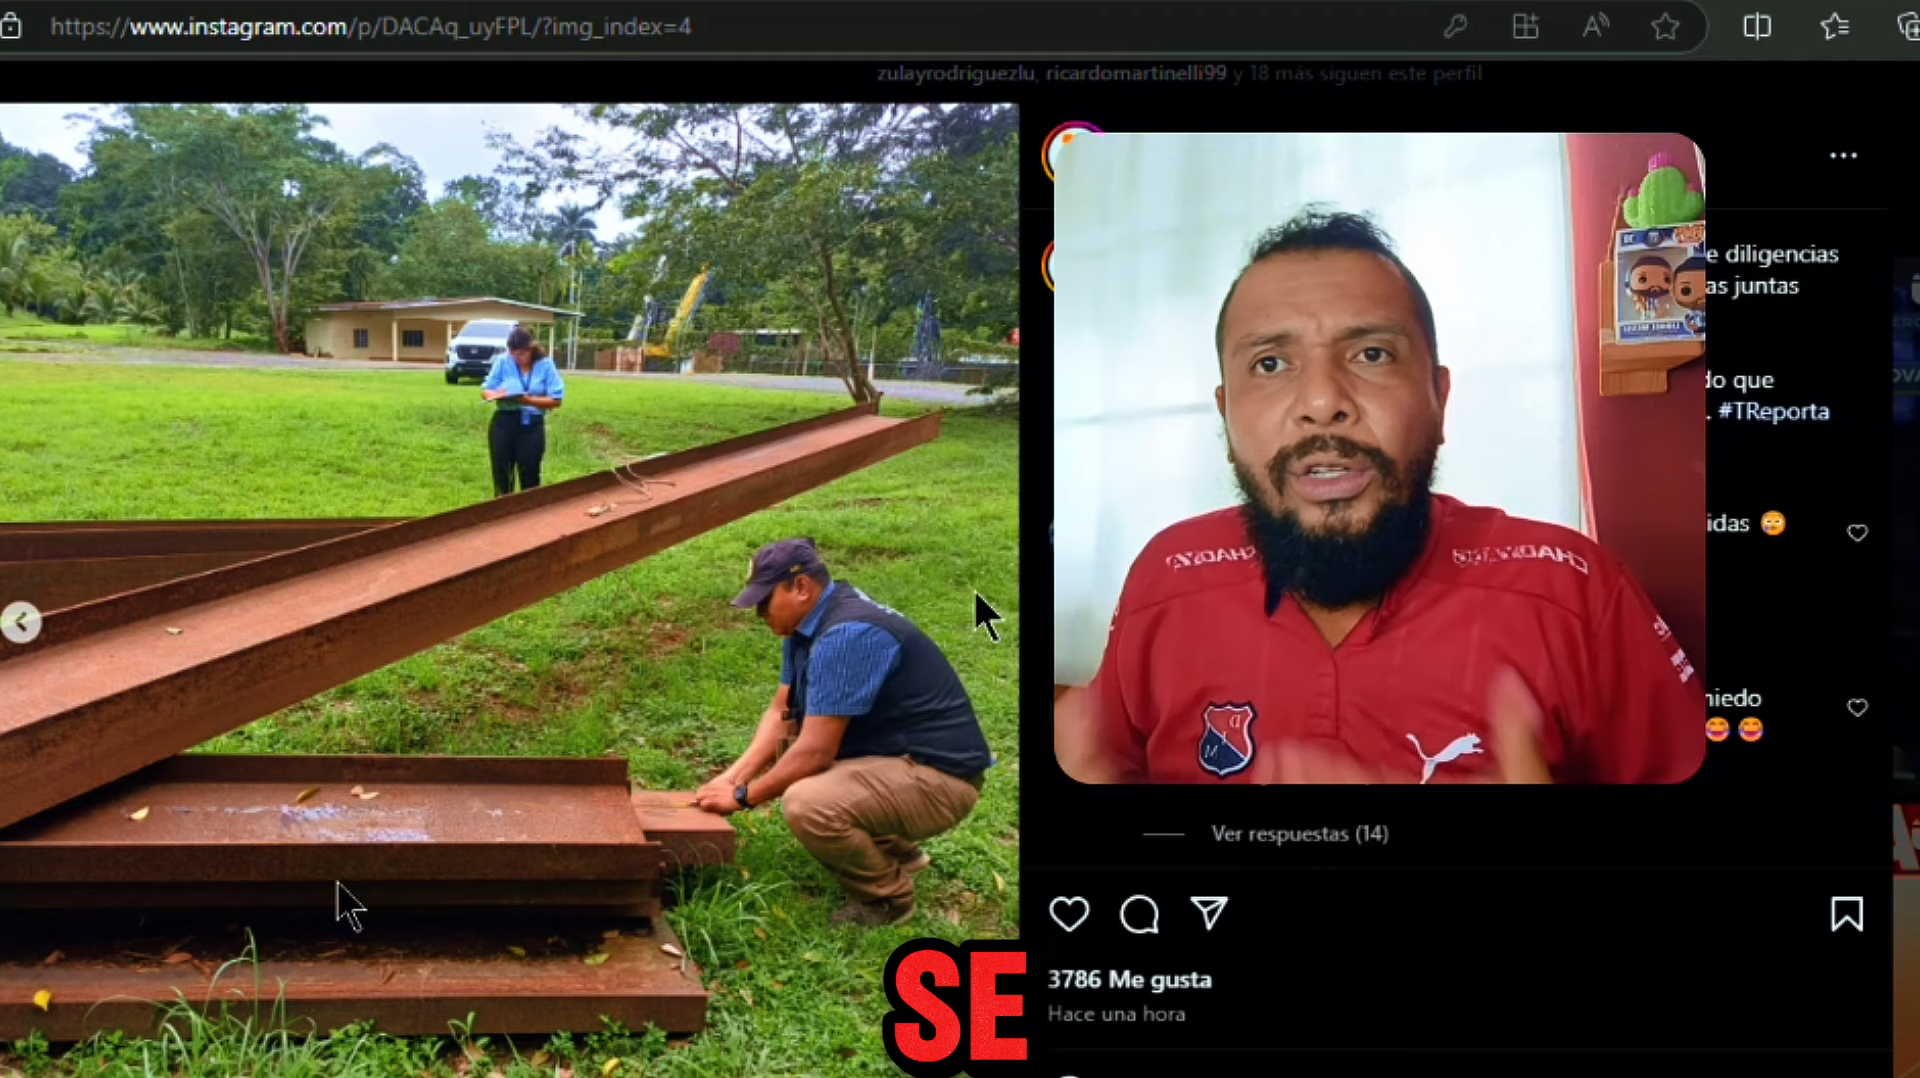 https://www.instagram.com/p/DACAq_uyFPL/?img_index=4
zulayrodriguezlu, ricardomartinelli99 y 18 más siguen este perfil
e diligencias
as juntas
do que
. #TReporta
idas 😋
niedo
😍 😍
Ver respuestas (14)
SE
3786 Me gusta
Hace una hora
D
I
M